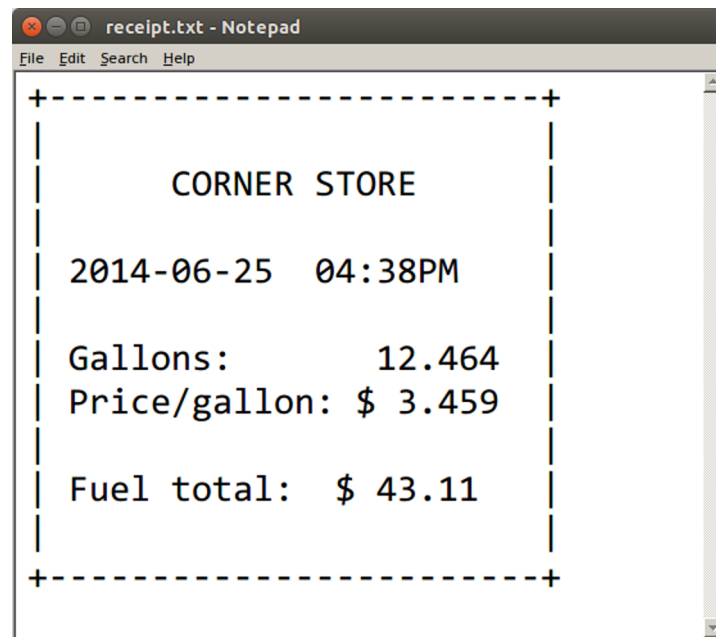 receipt.txt - Notepad
File Edit Search Help
+------------------------+
|                        |
|      CORNER STORE      |
|                        |
| 2014-06-25  04:38PM    |
|                        |
| Gallons:       12.464  |
| Price/gallon: $ 3.459  |
|                        |
| Fuel total:  $ 43.11   |
|                        |
+------------------------+